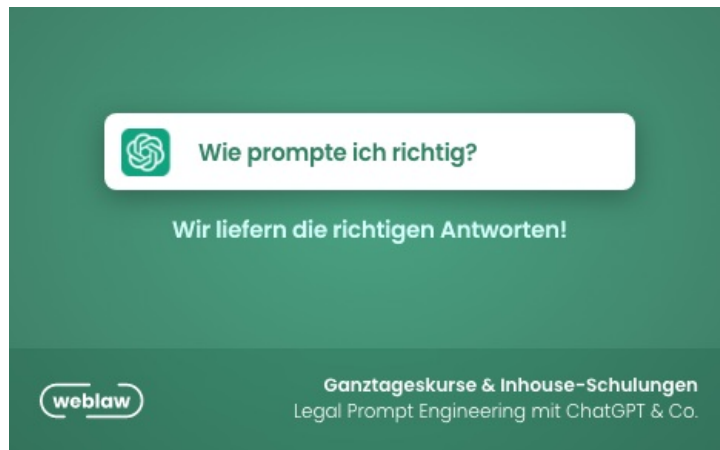 Wie prompte ich richtig?
Wir liefern die richtigen Antworten!
weblaw
Ganztageskurse & Inhouse-Schulungen
Legal Prompt Engineering mit ChatGPT & Co.